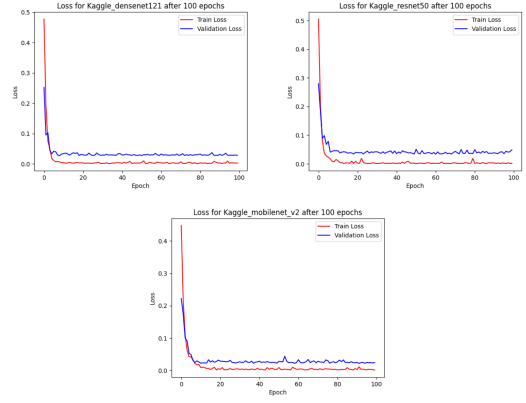 Loss for Kaggle_densenet121 after 100 epochs
Train Loss
Validation Loss
0.5
0.4
0.3
0.2
0.1
0.0
Loss
0 20 40 60 80 100
Epoch
Loss for Kaggle_resnet50 after 100 epochs
Train Loss
Validation Loss
0.5
0.4
0.3
0.2
0.1
0.0
Loss
0 20 40 60 80 100
Epoch
Loss for Kaggle_mobilenet_v2 after 100 epochs
Train Loss
Validation Loss
0.4
0.3
0.2
0.1
0.0
Loss
0 20 40 60 80 100
Epoch